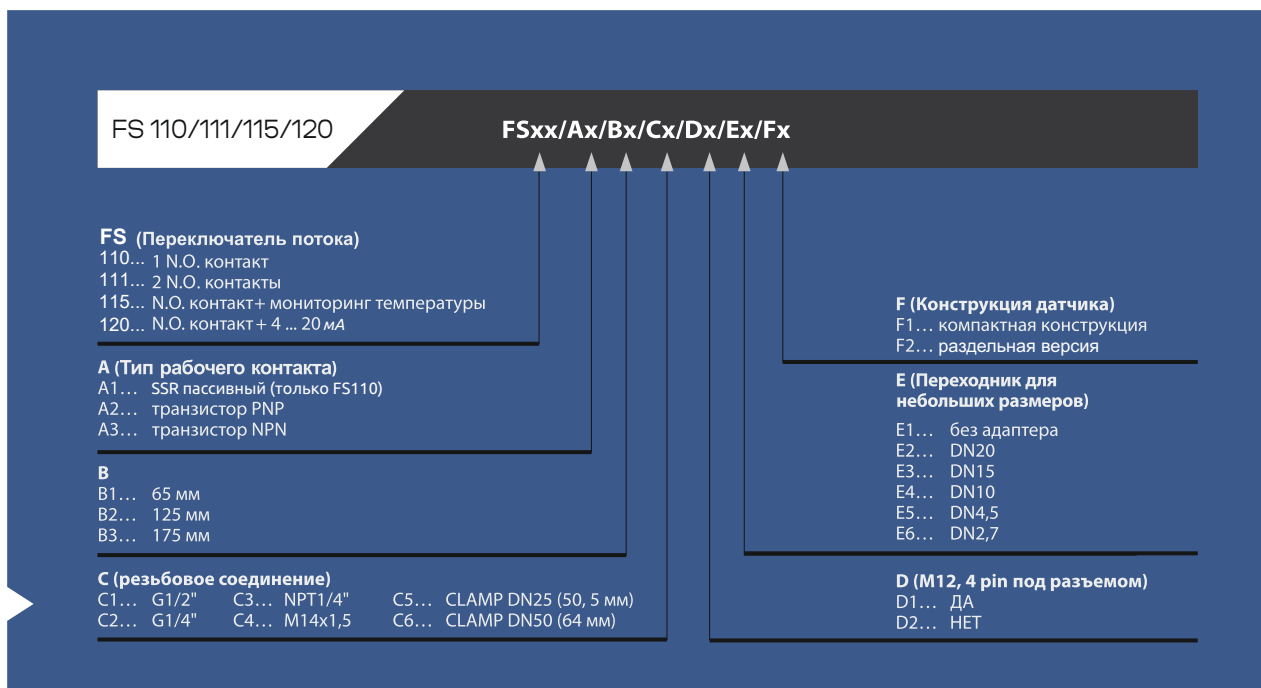 FS 110/111/115/120
FSxx/Ax/Bx/Cx/Dx/Ex/Fx
FS (Переключатель потока)
110... 1 N.O. контакт
111... 2 N.O. контакты
115... N.O. контакт+ мониторинг температуры
120... N.O. контакт + 4 ... 20 мА
A (Тип рабочего контакта)
A1... SSR пассивный (только FS110)
A2... транзистор PNP
A3... транзистор NPN
B
B1... 65 мм
B2... 125 мм
B3... 175 мм
C (резьбовое соединение)
C1... G1/2" C3... NPT1/4" C5... CLAMP DN25 (50, 5 мм)
C2... G1/4" C4... M14x1,5 C6... CLAMP DN50 (64 мм)
F (Конструкция датчика)
F1... компактная конструкция
F2... раздельная версия
E (Переходник для
небольших размеров)
E1... без адаптера
E2... DN20
E3... DN15
E4... DN10
E5... DN4,5
E6... DN2,7
D (M12, 4 pin под разъемом)
D1... ДА
D2... НЕТ